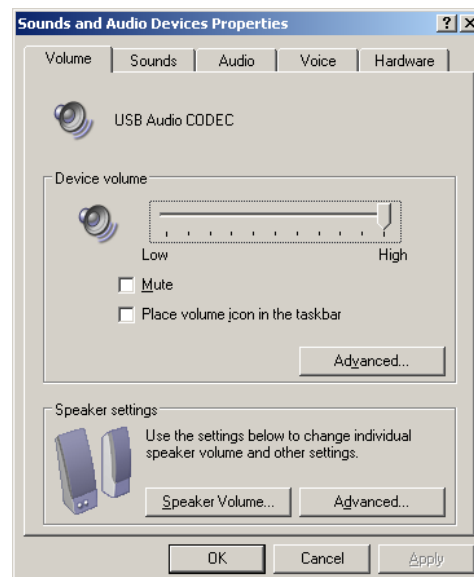 Sounds and Audio Devices Properties
Volume Sounds Audio Voice Hardware
USB Audio CODEC
Device volume
Low High
Mute
Place volume icon in the taskbar
Advanced...
Speaker settings
Use the settings below to change individual
speaker volume and other settings.
Speaker Volume... Advanced...
OK Cancel Apply